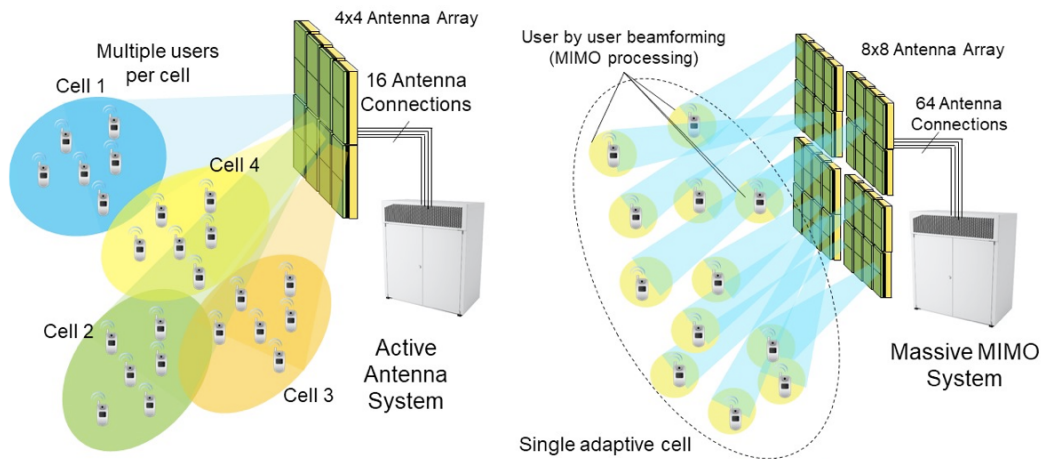 4x4 Antenna Array
Multiple users
per cell
Cell 1
16 Antenna
Connections
Cell 4
Cell 2
Cell 3
Active
Antenna
System
User by user beamforming
(MIMO processing)
8x8 Antenna Array
64 Antenna
Connections
Massive MIMO
System
Single adaptive cell